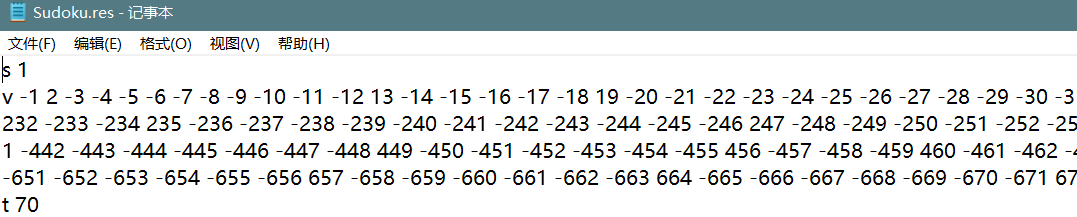 Sudoku.res - 记事本
文件(F) 编辑(E) 格式(O) 视图(V) 帮助(H)
s 1
v -1 2 -3 -4 -5 -6 -7 -8 -9 -10 -11 -12 13 -14 -15 -16 -17 -18 19 -20 -21 -22 -23 -24 -25 -26 -27 -28 -29 -30 -3
232 -233 -234 235 -236 -237 -238 -239 -240 -241 -242 -243 -244 -245 -246 247 -248 -249 -250 -251 -252 -25
1 -442 -443 -444 -445 -446 -447 -448 449 -450 -451 -452 -453 -454 -455 456 -457 -458 -459 460 -461 -462 -4
-651 -652 -653 -654 -655 -656 657 -658 -659 -660 -661 -662 -663 664 -665 -666 -667 -668 -669 -670 -671 67
t 70